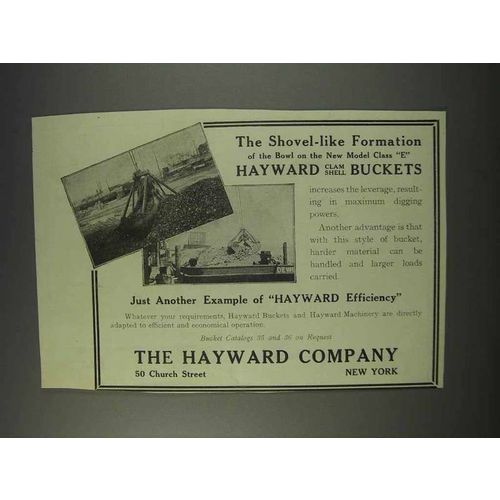 The Shovel-like Formation
of the Bowl on the New Model Class "E"
HAYWARD CLAM SHELL BUCKETS
increases the leverage, result-
ing in maximum digging
powers.
Another advantage is that
with this style of bucket,
harder material can be
handled and larger loads
carried.
Just Another Example of "HAYWARD Efficiency"
Whatever your requirements, Hayward Buckets and Hayward Machinery are directly
adapted to efficient and economical operation.
Bucket Catalogs 35 and 36 on Request
THE HAYWARD COMPANY
50 Church Street NEW YORK